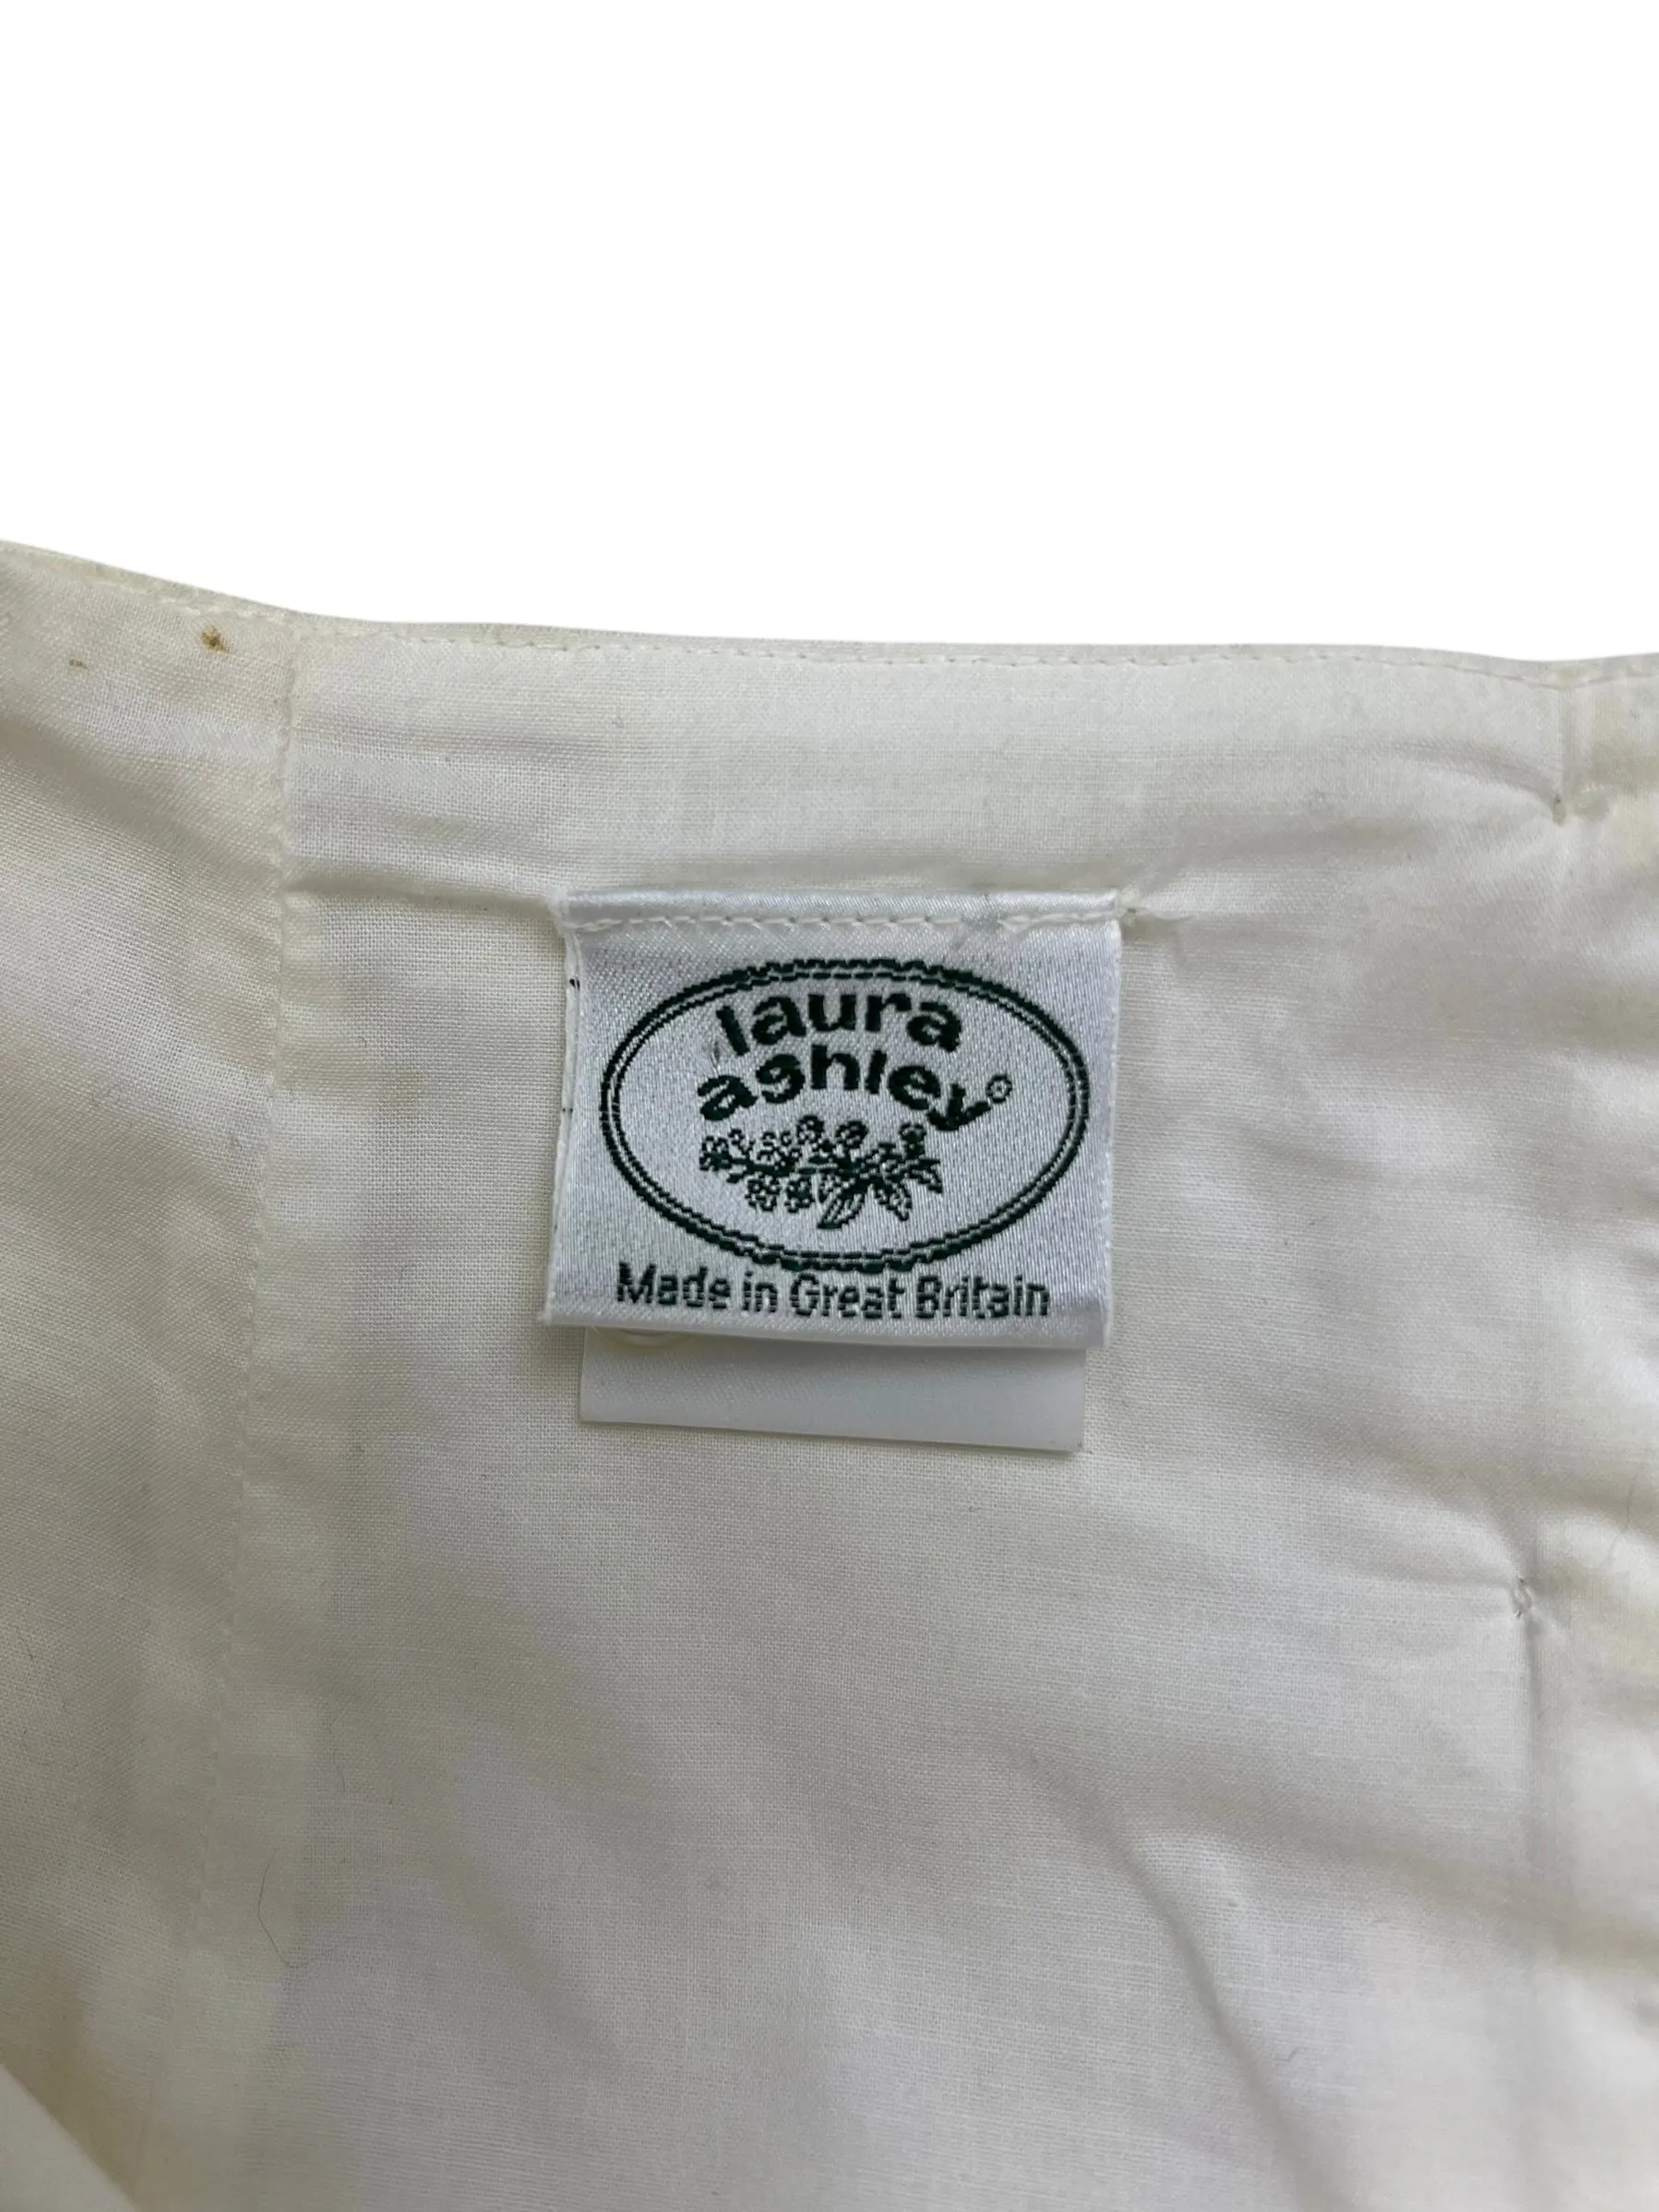 laura
ashley®
Made in Great Britain